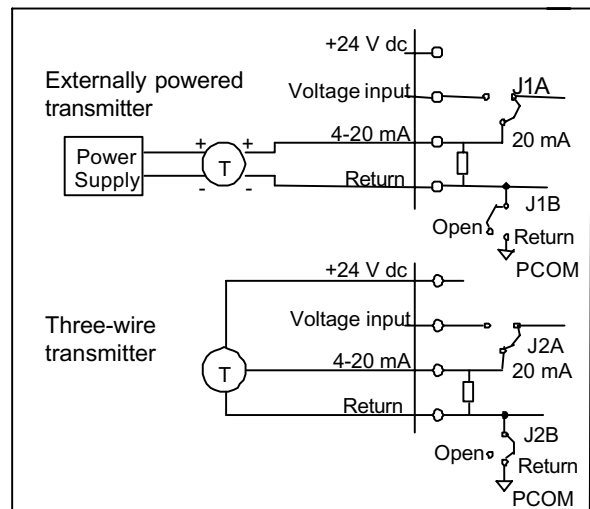 +24 V dc
Externally powered
transmitter
Voltage input
J1A
4-20 mA
20 mA
+ +
Power
Supply
T
- -
Return
J1B
Open
Return
PCOM
+24 V dc
Three-wire
transmitter
Voltage input
J2A
4-20 mA
20 mA
T
Return
J2B
Open
Return
PCOM